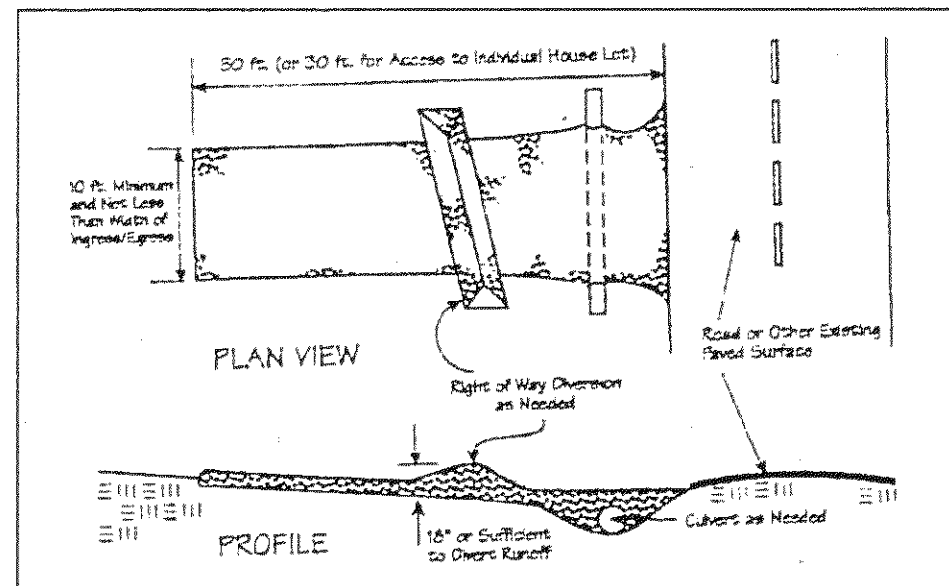 50 ft. (or 30 ft. for Access to Individual House Lot)
10 ft. Minimum
and Not Less
Than Width of
Ingress/Egress
PLAN VIEW
Right of Way Diversion
as Needed
Road or Other Existing
Paved Surface
Culvert as Needed
18" or Sufficient
to Divert Runoff
PROFILE